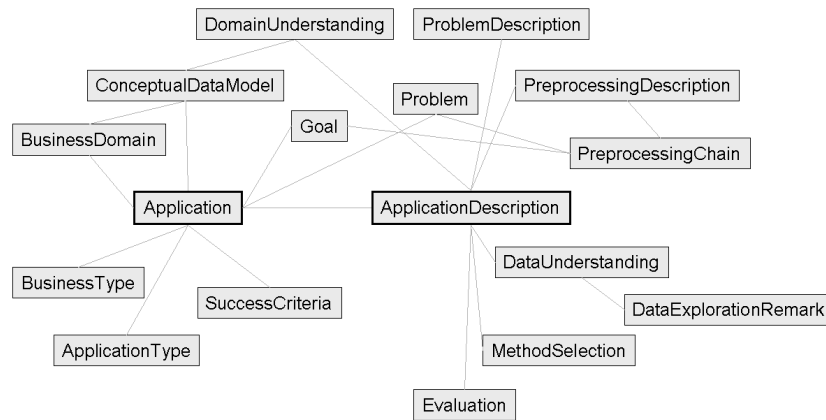 DomainUnderstanding
ProblemDescription
ConceptualDataModel
Problem
PreprocessingDescription
Goal
BusinessDomain
PreprocessingChain
Application
ApplicationDescription
DataUnderstanding
BusinessType
SuccessCriteria
DataExplorationRemark
ApplicationType
MethodSelection
Evaluation